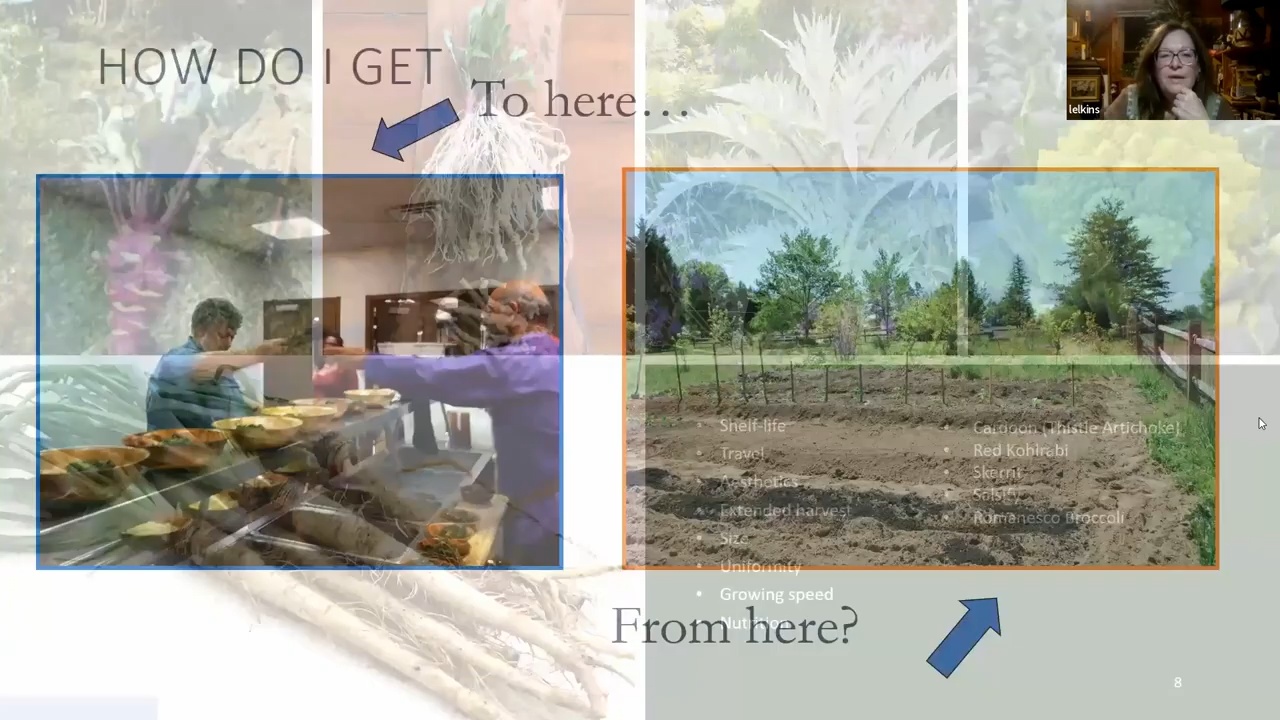 HOW DO I GET
To here…
lelkins
Shelf-life
Travel
Aesthetics
Extended harvest
Size
Uniformity
Growing speed
Nutrition
Cardoon (Thistle Artichoke)
Red Kohlrabi
Skerrit
Salsify
Romanesco Broccoli
From here?
8